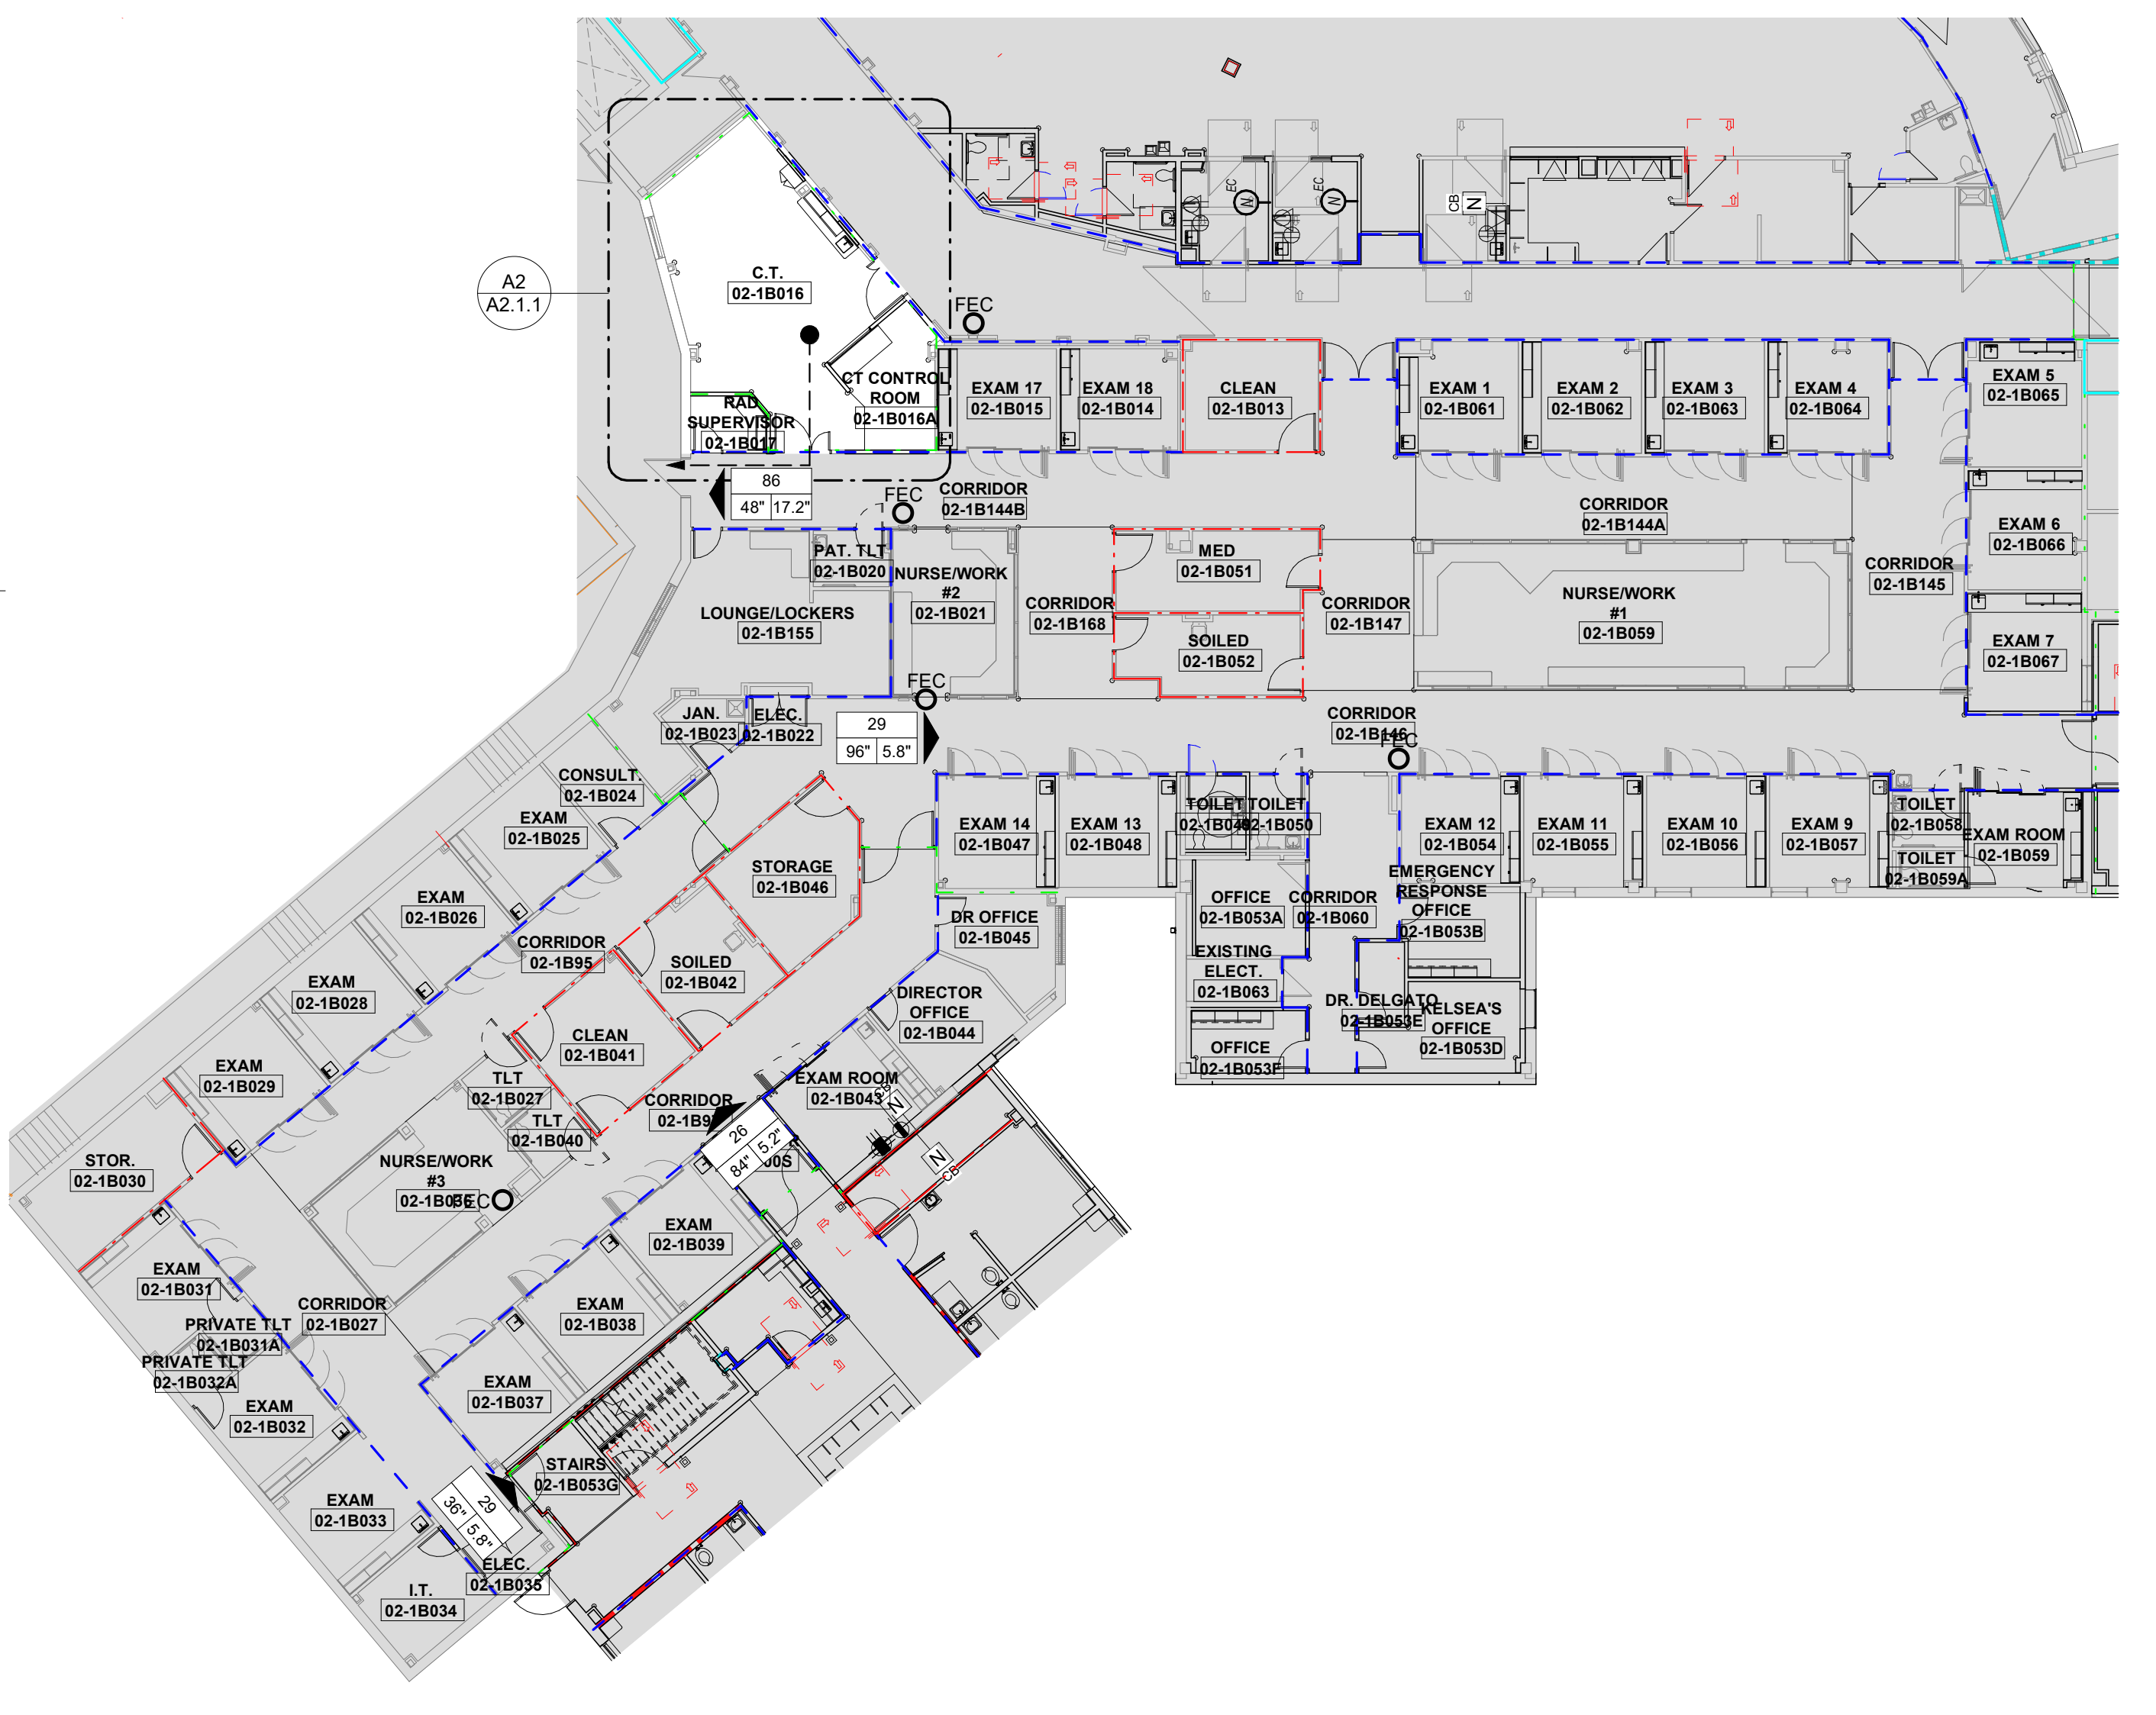 EC
EC
CB
N
N
N
A2
A2.1.1
C.T.
02-1B016
FEC
CT CONTROL
ROOM
02-1B016A
RAD
SUPERVISOR
02-1B017
EXAM 17
02-1B015
EXAM 18
02-1B014
CLEAN
02-1B013
EXAM 1
02-1B061
EXAM 2
02-1B062
EXAM 3
02-1B063
EXAM 4
02-1B064
EXAM 5
02-1B065
86
48" 17.2"
FEC
CORRIDOR
02-1B144B
CORRIDOR
02-1B144A
PAT. TLT
02-1B020
NURSE/WORK
#2
02-1B021
MED
02-1B051
EXAM 6
02-1B066
CORRIDOR
02-1B145
LOUNGE/LOCKERS
02-1B155
CORRIDOR
02-1B168
SOILED
02-1B052
CORRIDOR
02-1B147
NURSE/WORK
#1
02-1B059
EXAM 7
02-1B067
FEC
JAN.
02-1B023
ELEC.
02-1B022
29
96" 5.8"
CORRIDOR
02-1B146
FEC
CONSULT.
02-1B024
EXAM
02-1B025
STORAGE
02-1B046
EXAM 14
02-1B047
EXAM 13
02-1B048
TOILET
TOILET
02-1B050
EXAM 12
02-1B054
EXAM 11
02-1B055
EXAM 10
02-1B056
EXAM 9
02-1B057
TOILET
02-1B058
EXAM ROOM
02-1B059
TOILET
02-1B059A
EXAM
02-1B026
CORRIDOR
02-1B95
SOILED
02-1B042
DR OFFICE
02-1B045
OFFICE
02-1B053A
CORRIDOR
02-1B060
EMERGENCY
RESPONSE
OFFICE
02-1B053B
EXISTING
ELECT.
02-1B063
EXAM
02-1B028
DIRECTOR
OFFICE
02-1B044
DR. DELGATO
02-1B053E
KELSEA'S
OFFICE
02-1B053D
OFFICE
02-1B053F
CLEAN
02-1B041
EXAM
02-1B029
TLT
02-1B027
TLT
02-1B040
CORRIDOR
EXAM ROOM
02-1B043
CB
N
N
CB
26
84" 5.2"
00S
STOR.
02-1B030
NURSE/WORK
#3
FEC
EXAM
02-1B039
EXAM
02-1B031
CORRIDOR
02-1B027
PRIVATE TLT
02-1B031A
PRIVATE TLT
02-1B032A
EXAM
02-1B038
EXAM
02-1B037
EXAM
02-1B032
STAIRS
02-1B053G
EXAM
02-1B033
29
36" 5.8"
ELEC.
02-1B035
I.T.
02-1B034